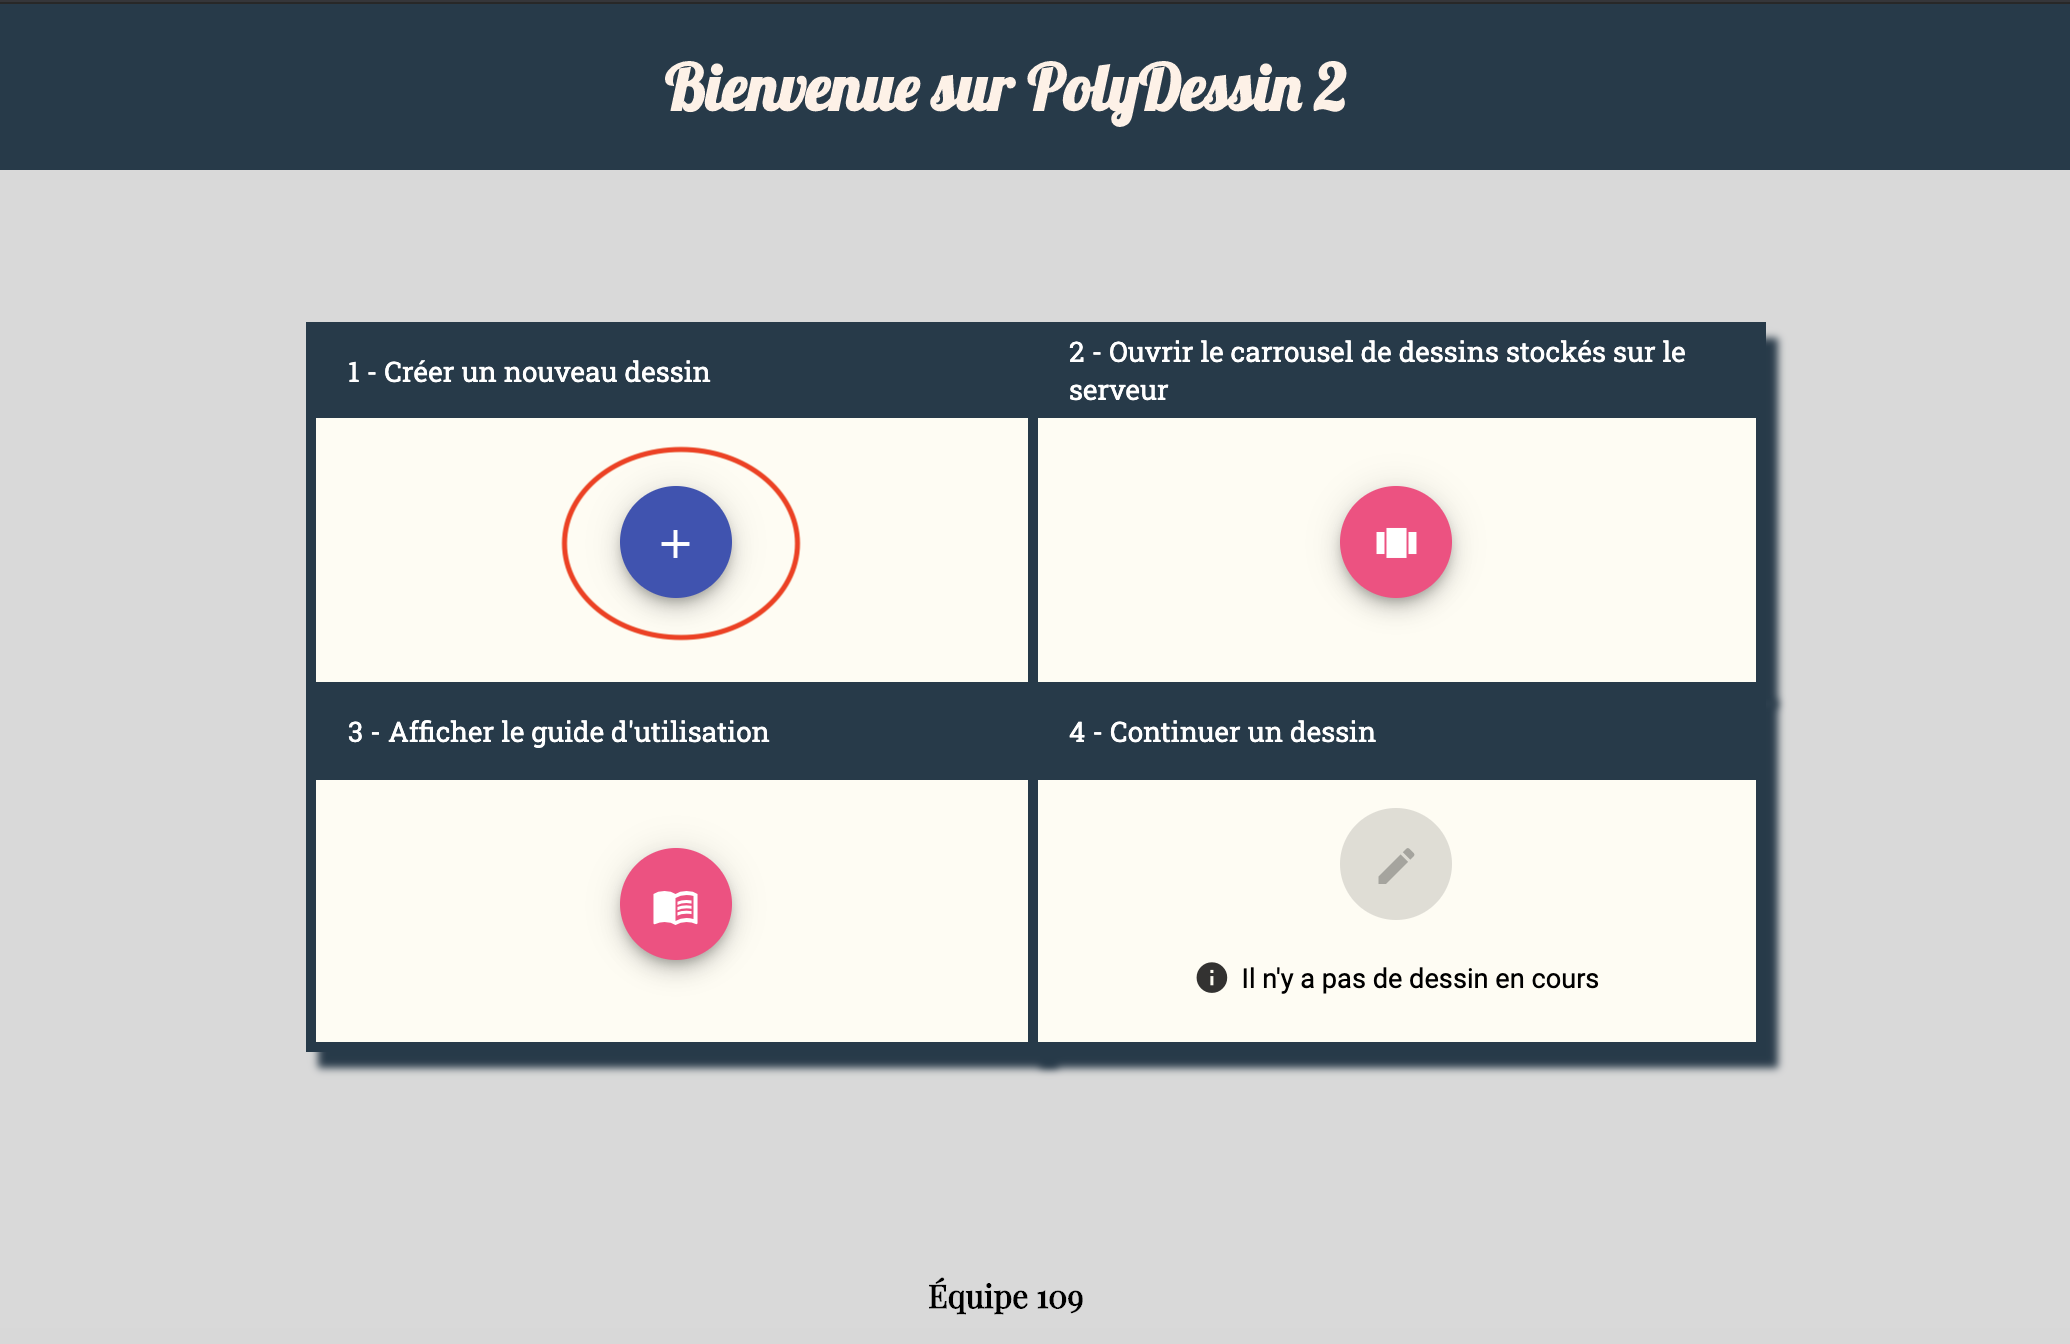 Bienvenue sur PolyDessin 2
1 - Créer un nouveau dessin
2 - Ouvrir le carrousel de dessins stockés sur le
serveur
3 - Afficher le guide d'utilisation
4 - Continuer un dessin
Il n'y a pas de dessin en cours
Équipe 109